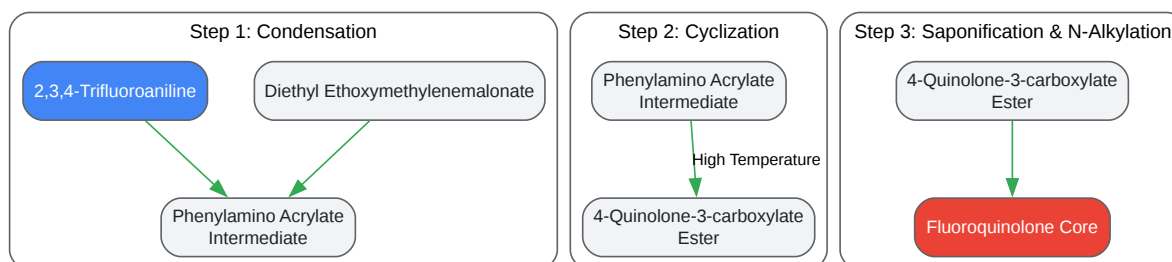 Step 1: Condensation
2,3,4-Trifluoroaniline
Diethyl Ethoxymethylenemalonate
Phenylamino Acrylate
Intermediate
Step 2: Cyclization
Phenylamino Acrylate
Intermediate
High Temperature
4-Quinolone-3-carboxylate
Ester
Step 3: Saponification & N-Alkylation
4-Quinolone-3-carboxylate
Ester
Fluoroquinolone Core